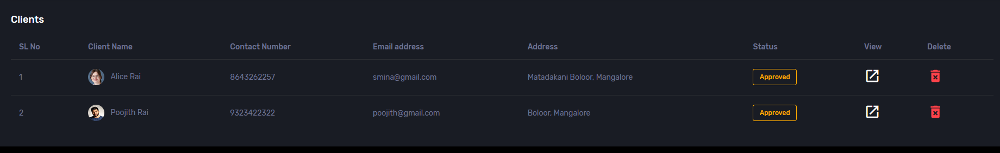 Clients
SL No Client Name Contact Number Email address Address Status View Delete
1 Alice Rai 8643262257 smina@gmail.com Matadakani Boloor, Mangalore Approved
2 Poojith Rai 9323422322 poojith@gmail.com Boloor, Mangalore Approved